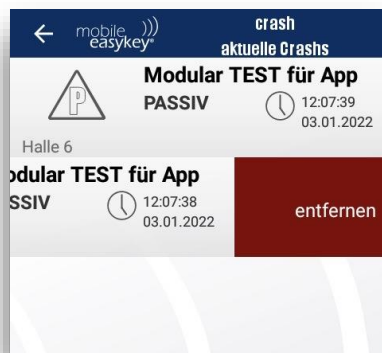 mobile easykey®
crash
aktuelle Crashs
Modular TEST für App
P
PASSIV
12:07:39
03.01.2022
Halle 6
odular TEST für App
SSIV
12:07:38
03.01.2022
entfernen